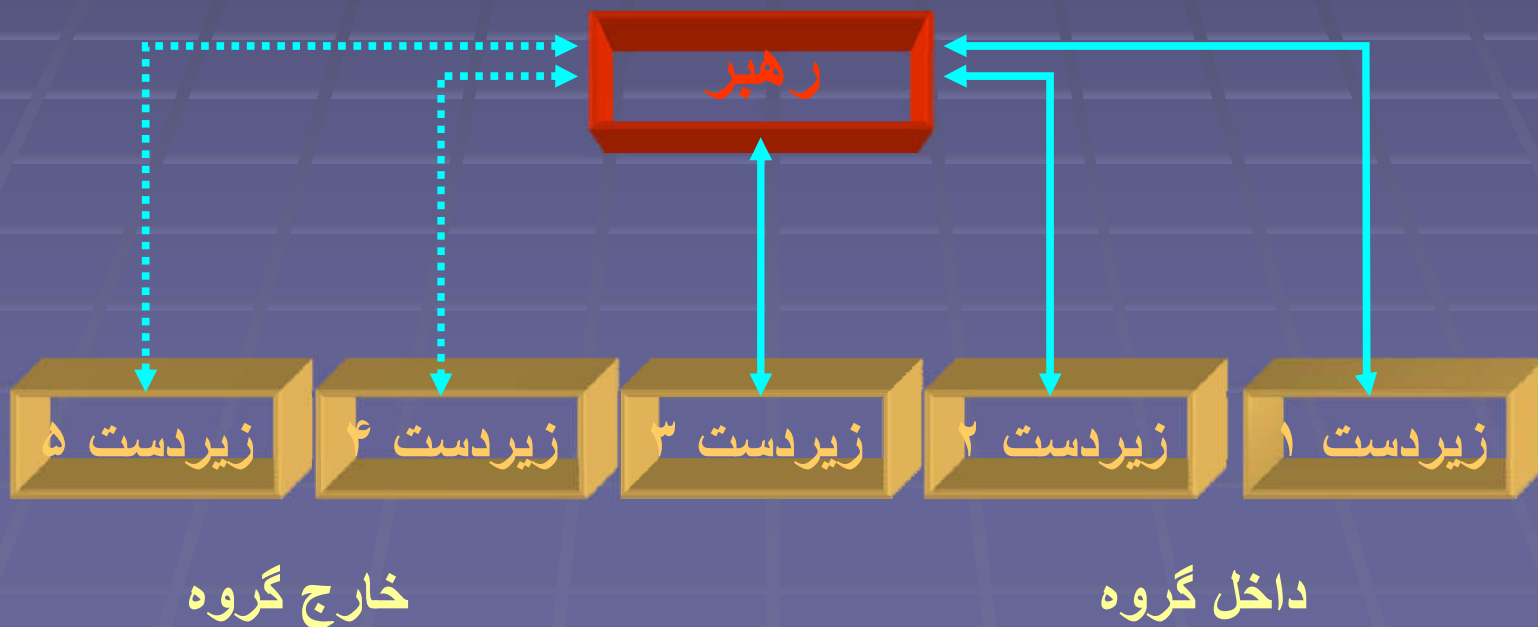 رهبر
زیردست ۱
زیردست ۲
زیردست ۳
زیردست ۴
زیردست ۵
داخل گروه
خارج گروه